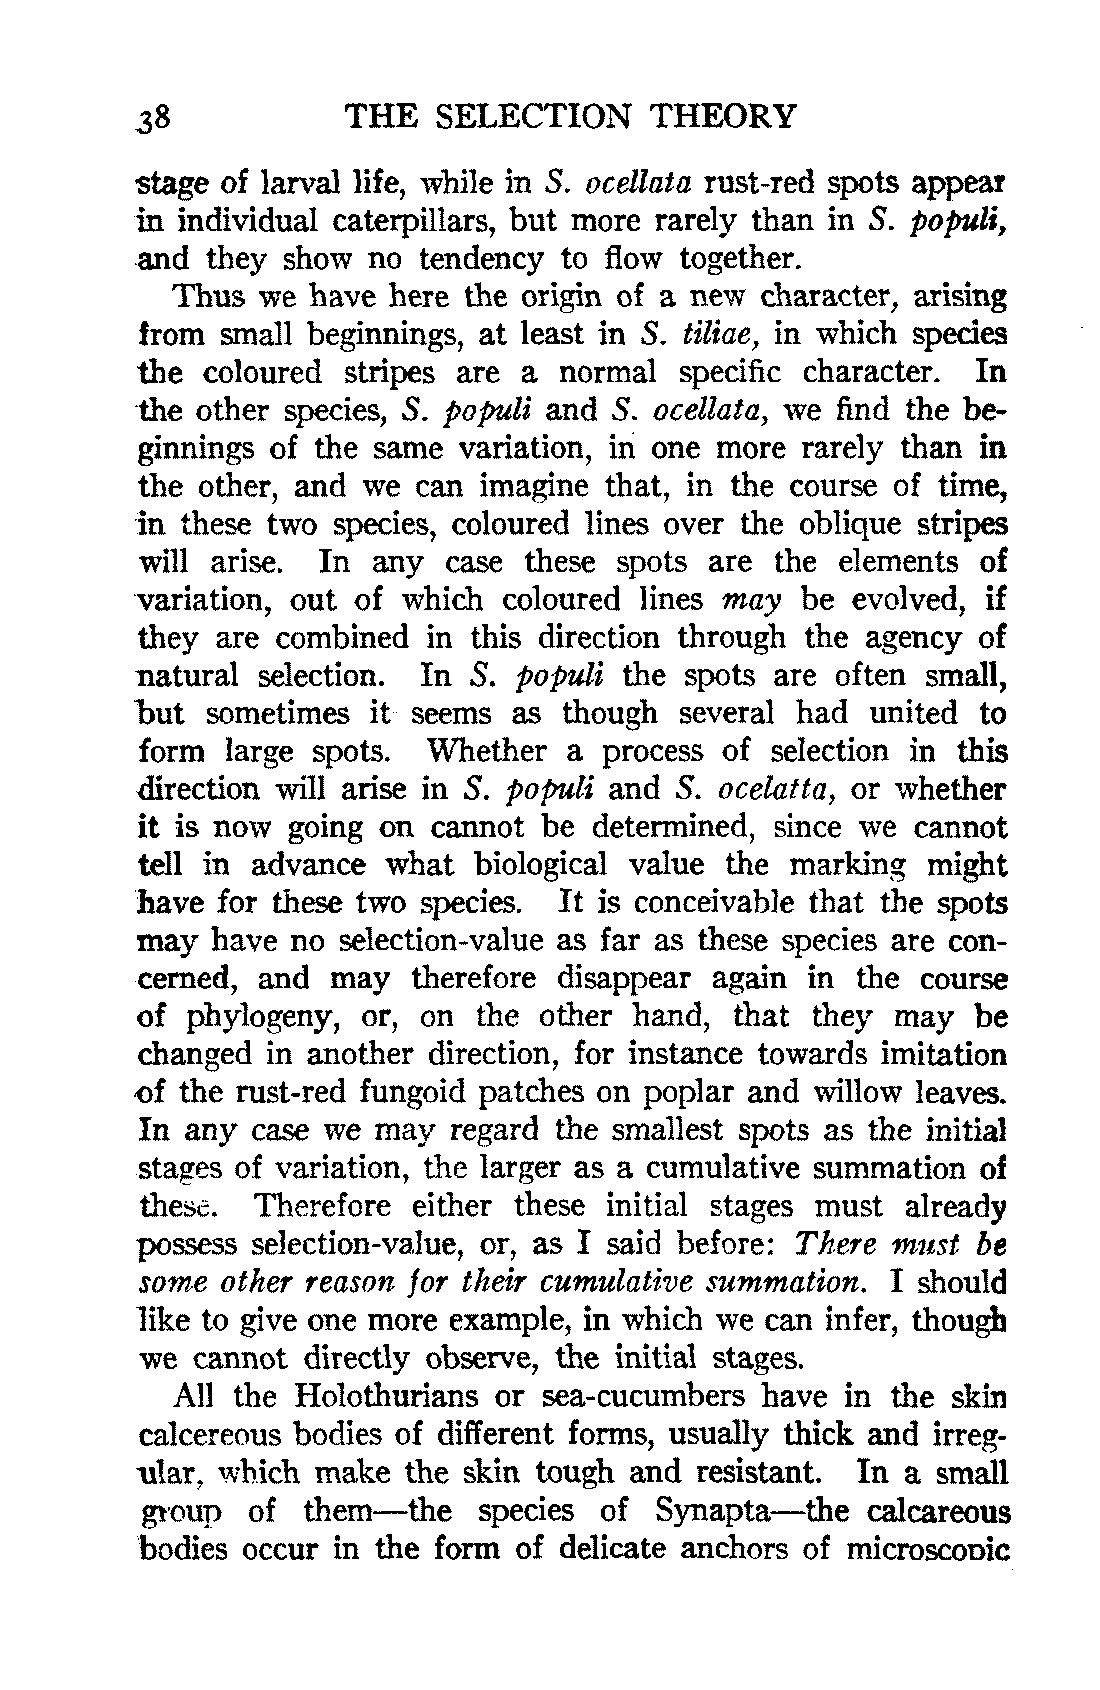 38 THE SELECTION THEORY
stage of larval life, while in S. ocellata rust-red spots appear
in individual caterpillars, but more rarely than in S. populi,
and they show no tendency to flow together.
Thus we have here the origin of a new character, arising
from small beginnings, at least in S. tiliae, in which species
the coloured stripes are a normal specific character. In
the other species, S. populi and S. ocellata, we find the be-
ginnings of the same variation, in one more rarely than in
the other, and we can imagine that, in the course of time,
in these two species, coloured lines over the oblique stripes
will arise. In any case these spots are the elements of
variation, out of which coloured lines may be evolved, if
they are combined in this direction through the agency of
natural selection. In S. populi the spots are often small,
but sometimes it seems as though several had united to
form large spots. Whether a process of selection in this
direction will arise in S. populi and S. ocelatta, or whether
it is now going on cannot be determined, since we cannot
tell in advance what biological value the marking might
have for these two species. It is conceivable that the spots
may have no selection-value as far as these species are con-
cerned, and may therefore disappear again in the course
of phylogeny, or, on the other hand, that they may be
changed in another direction, for instance towards imitation
of the rust-red fungoid patches on poplar and willow leaves.
In any case we may regard the smallest spots as the initial
stages of variation, the larger as a cumulative summation of
these. Therefore either these initial stages must already
possess selection-value, or, as I said before: There must be
some other reason for their cumulative summation. I should
like to give one more example, in which we can infer, though
we cannot directly observe, the initial stages.
All the Holothurians or sea-cucumbers have in the skin
calcereous bodies of different forms, usually thick and irreg-
ular, which make the skin tough and resistant. In a small
group of them—the species of Synapta—the calcareous
bodies occur in the form of delicate anchors of microscopic